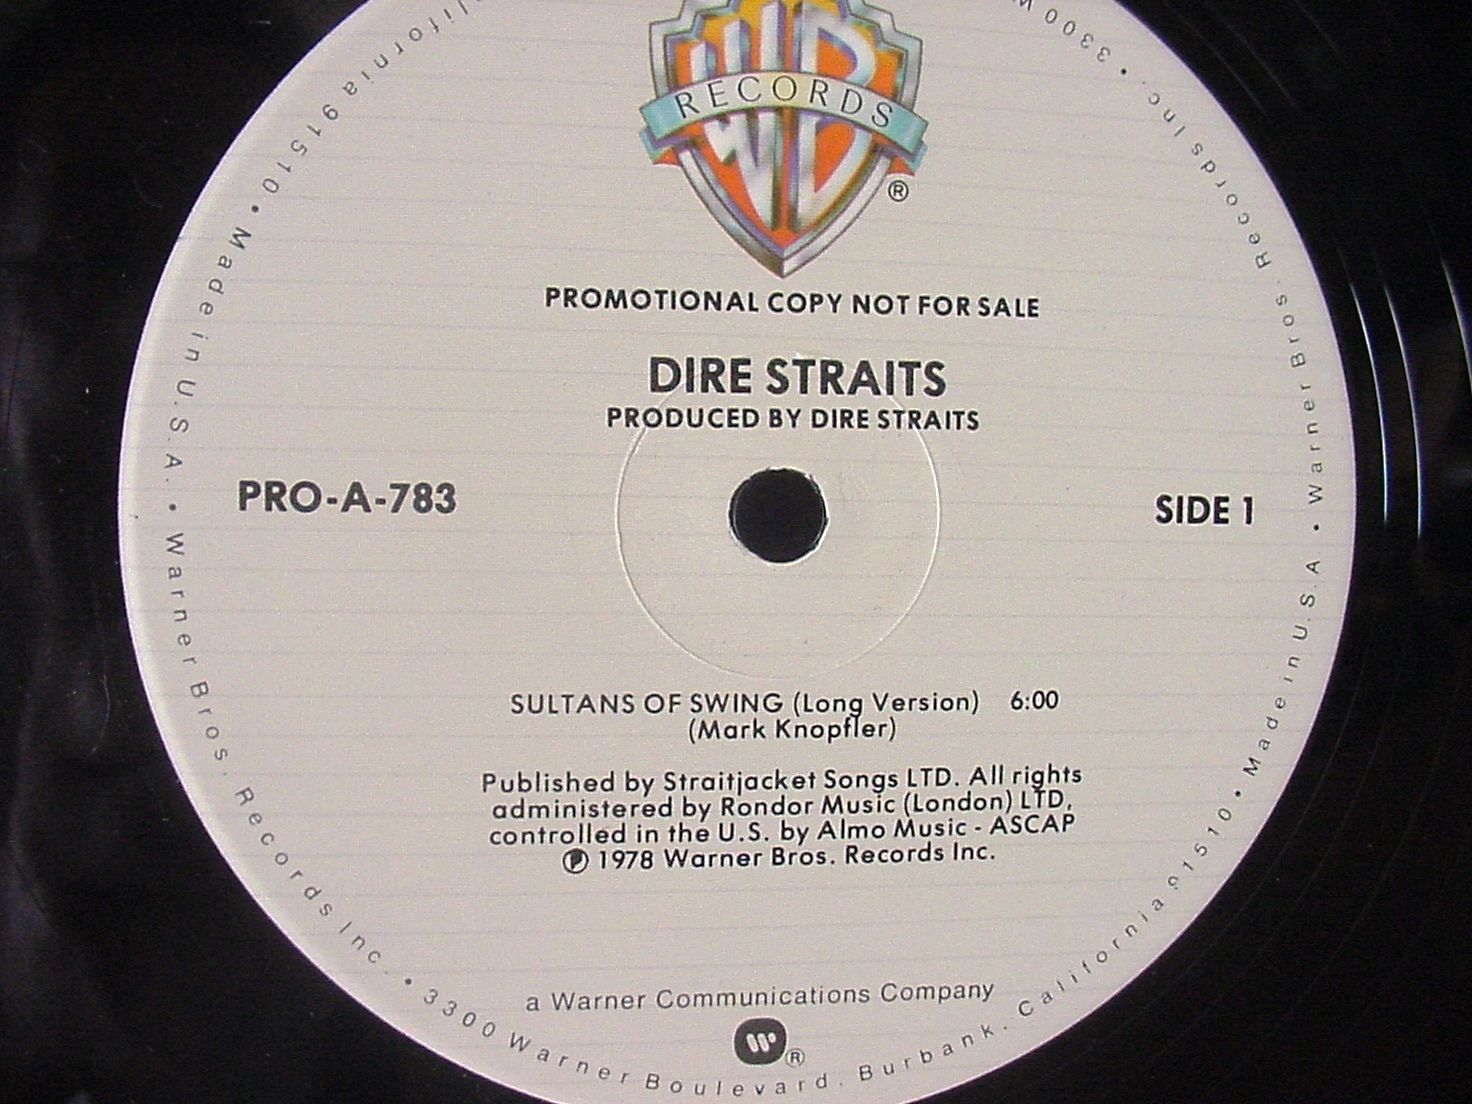 WB
RECORDS
®
PROMOTIONAL COPY NOT FOR SALE
DIRE STRAITS
PRODUCED BY DIRE STRAITS
PRO-A-783
SIDE 1
SULTANS OF SWING (Long Version) 6:00
(Mark Knopfler)
Published by Straitjacket Songs LTD. All rights
administered by Rondor Music (London) LTD,
controlled in the U.S. by Almo Music - ASCAP
℗ 1978 Warner Bros. Records Inc.
a Warner Communications Company
W ®
California 91510 • Made in U.S.A. • Warner Bros. Records Inc. • 3300 Warner Boulevard. Burbank. California 91510 • Made in U.S.A • Warner Bros. Records Inc. • 3300 W